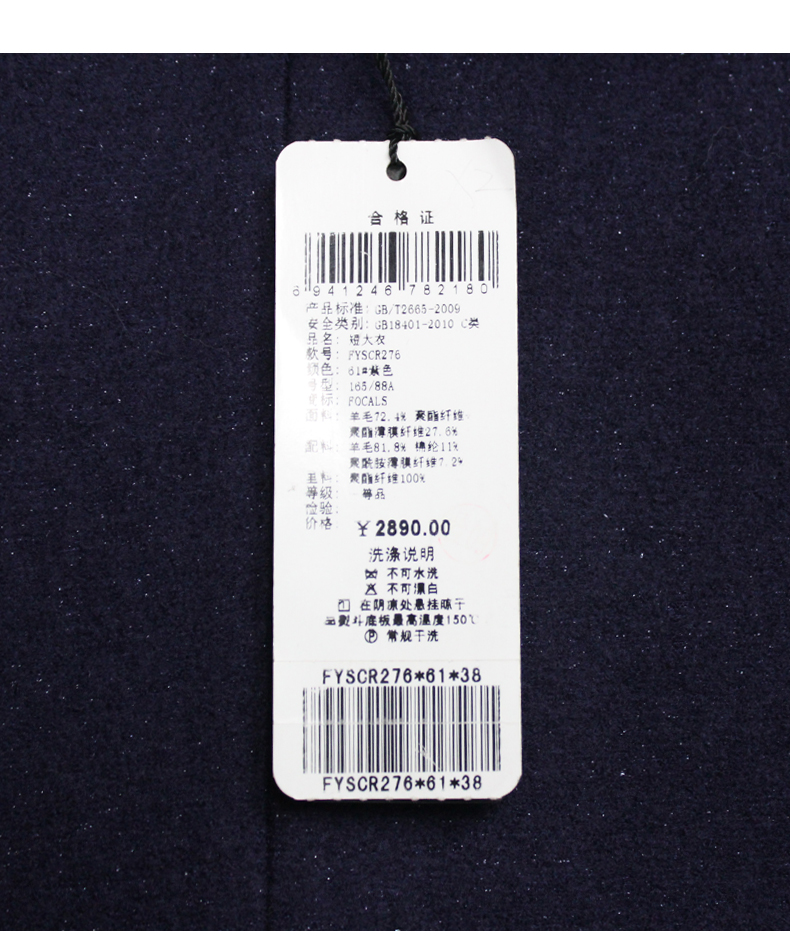 合格证
6 941246 782180
产品标准: GB/T2665-2009
安全类别: GB18401-2010 C类
品名: 短大衣
款号: FYSCR276
颜色: 61#紫色
号型: 165/88A
商标: FOCALS
面料: 羊毛72.4% 聚酯纤维
聚酯薄膜纤维27.6%
配料: 羊毛81.8% 锦纶11%
聚酰胺薄膜纤维7.2%
里料: 聚酯纤维100%
等级: 一等品
检验:
价格: ￥2890.00
洗涤说明
不可水洗
不可漂白
在阴凉处悬挂晾干
熨斗底板最高温度150℃
Ⓟ 常规干洗
FYSCR276*61*38
FYSCR276*61*38